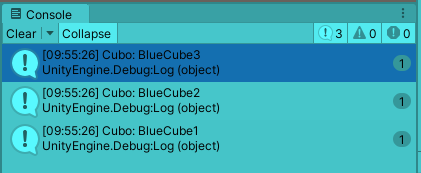 Console
Clear Collapse 3 0 0
[09:55:26] Cubo: BlueCube3
UnityEngine.Debug:Log (object)
1
[09:55:26] Cubo: BlueCube2
UnityEngine.Debug:Log (object)
1
[09:55:26] Cubo: BlueCube1
UnityEngine.Debug:Log (object)
1